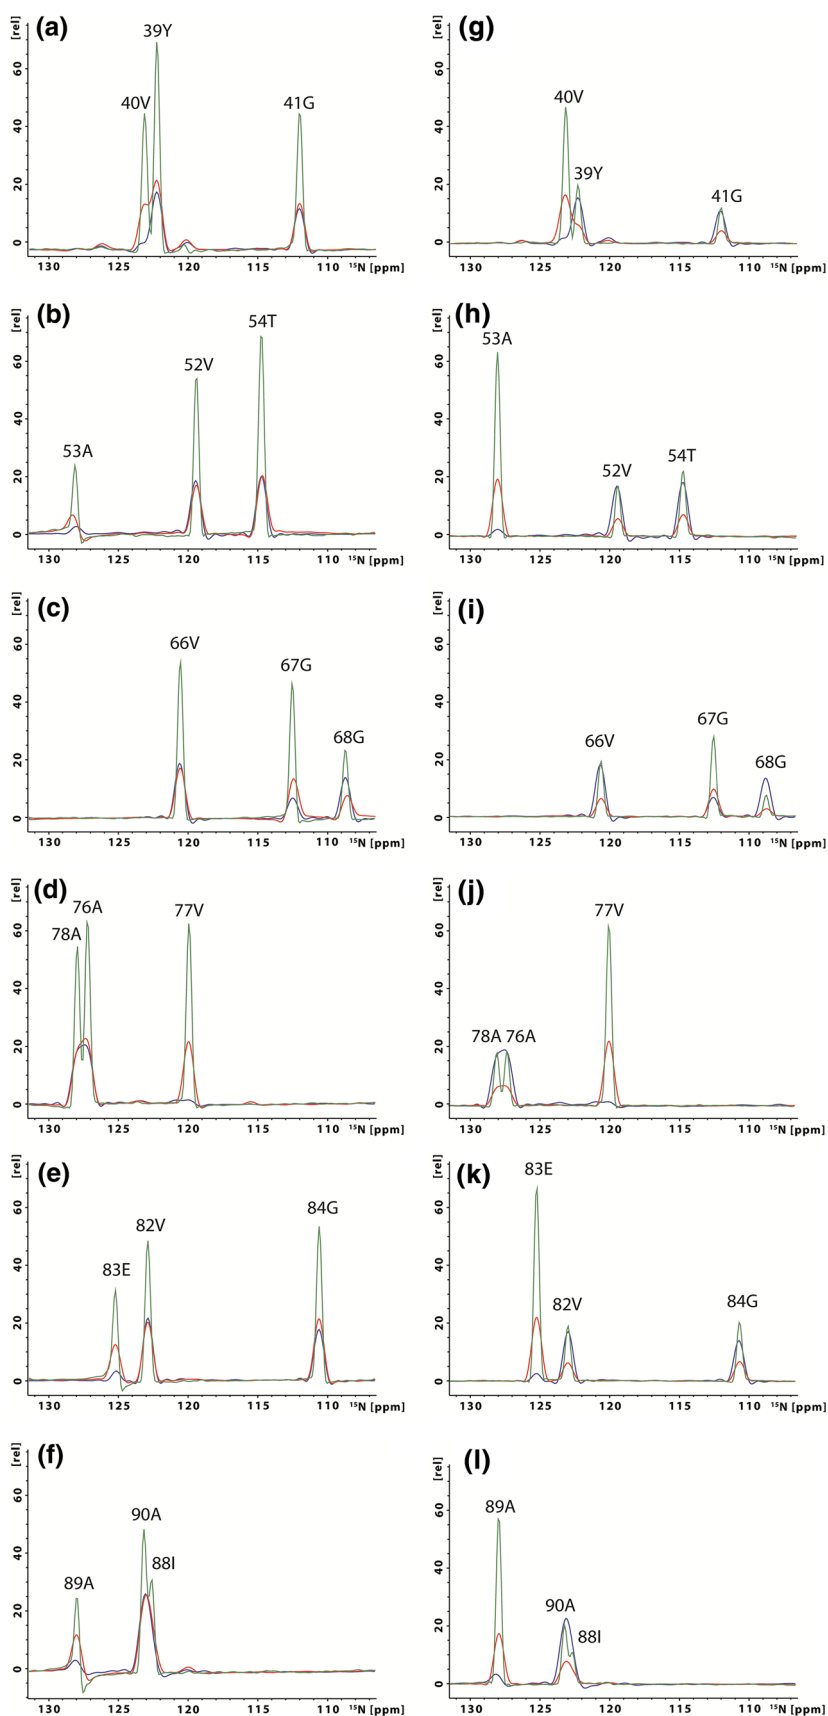 (a)
[rel]
39Y
40V
41G
60
40
20
0
130 125 120 115 110 ¹⁵N [ppm]
(g)
[rel]
40V
39Y
41G
60
40
20
0
130 125 120 115 110 ¹⁵N [ppm]
(b)
[rel]
54T
52V
53A
60
40
20
0
130 125 120 115 110 ¹⁵N [ppm]
(h)
[rel]
53A
52V
54T
60
40
20
0
130 125 120 115 110 ¹⁵N [ppm]
(c)
[rel]
66V
67G
68G
60
40
20
0
130 125 120 115 110 ¹⁵N [ppm]
(i)
[rel]
66V
67G
68G
60
40
20
0
130 125 120 115 110 ¹⁵N [ppm]
(d)
[rel]
76A
78A
77V
60
40
20
0
130 125 120 115 110 ¹⁵N [ppm]
(j)
[rel]
77V
78A 76A
60
40
20
0
130 125 120 115 110 ¹⁵N [ppm]
(e)
[rel]
84G
82V
83E
60
40
20
0
130 125 120 115 110 ¹⁵N [ppm]
(k)
[rel]
83E
82V
84G
60
40
20
0
130 125 120 115 110 ¹⁵N [ppm]
(f)
[rel]
90A
88I
89A
60
40
20
0
130 125 120 115 110 ¹⁵N [ppm]
(l)
[rel]
89A
90A
88I
60
40
20
0
130 125 120 115 110 ¹⁵N [ppm]